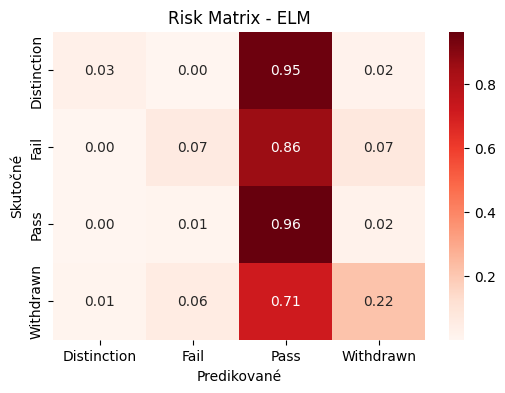 Risk Matrix - ELM
Skutočné
Distinction 0.03 0.00 0.95 0.02
Fail 0.00 0.07 0.86 0.07
Pass 0.00 0.01 0.96 0.02
Withdrawn 0.01 0.06 0.71 0.22
Distinction Fail Pass Withdrawn
Predikované
0.8
0.6
0.4
0.2